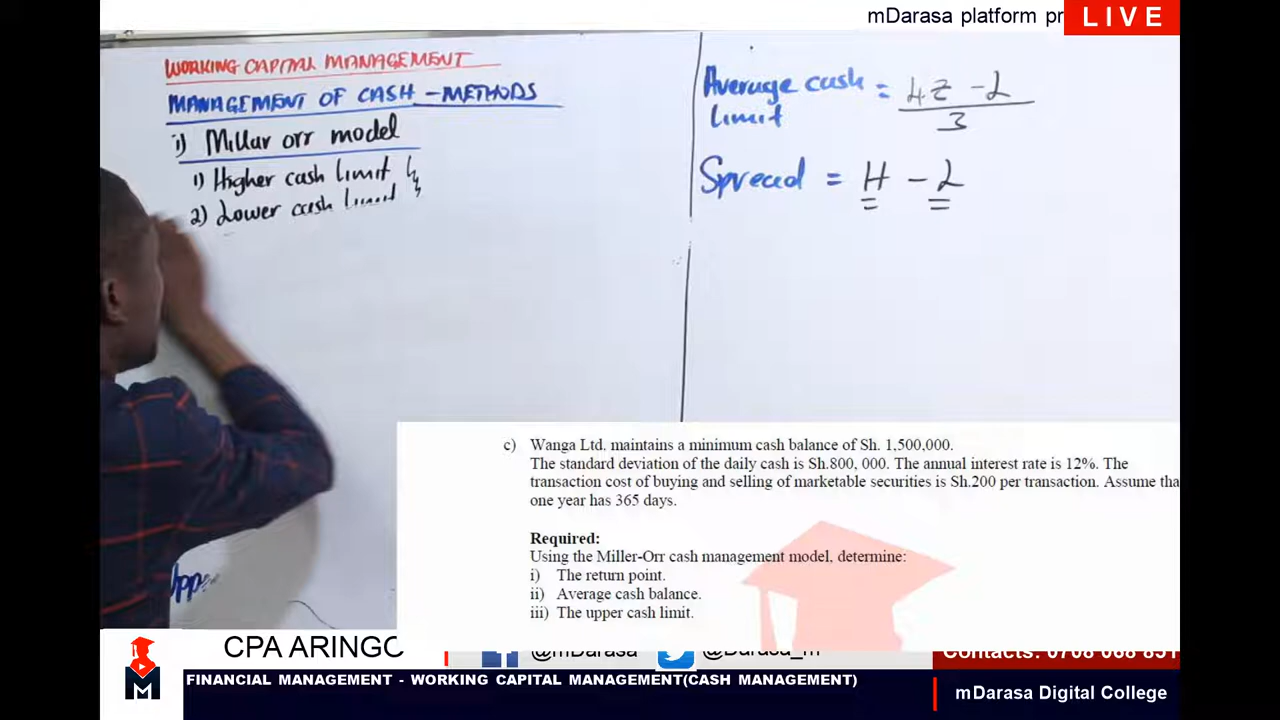 mDarasa platform pr
LIVE
WORKING CAPITAL MANAGEMENT
MANAGEMENT OF CASH - METHODS
i) Millar orr model
1) Higher cash limit
2) Lower cash limit
Average cash limit = 4Z - L
3
Spread = H - L
c) Wanga Ltd. maintains a minimum cash balance of Sh. 1,500,000.
The standard deviation of the daily cash is Sh.800, 000. The annual interest rate is 12%. The
transaction cost of buying and selling of marketable securities is Sh.200 per transaction. Assume tha
one year has 365 days.
Required:
Using the Miller-Orr cash management model, determine:
i) The return point.
ii) Average cash balance.
iii) The upper cash limit.
CPA ARINGO
@mDarasa
@Darasa_m
Contacts: 0708 068 851
FINANCIAL MANAGEMENT - WORKING CAPITAL MANAGEMENT(CASH MANAGEMENT)
mDarasa Digital College